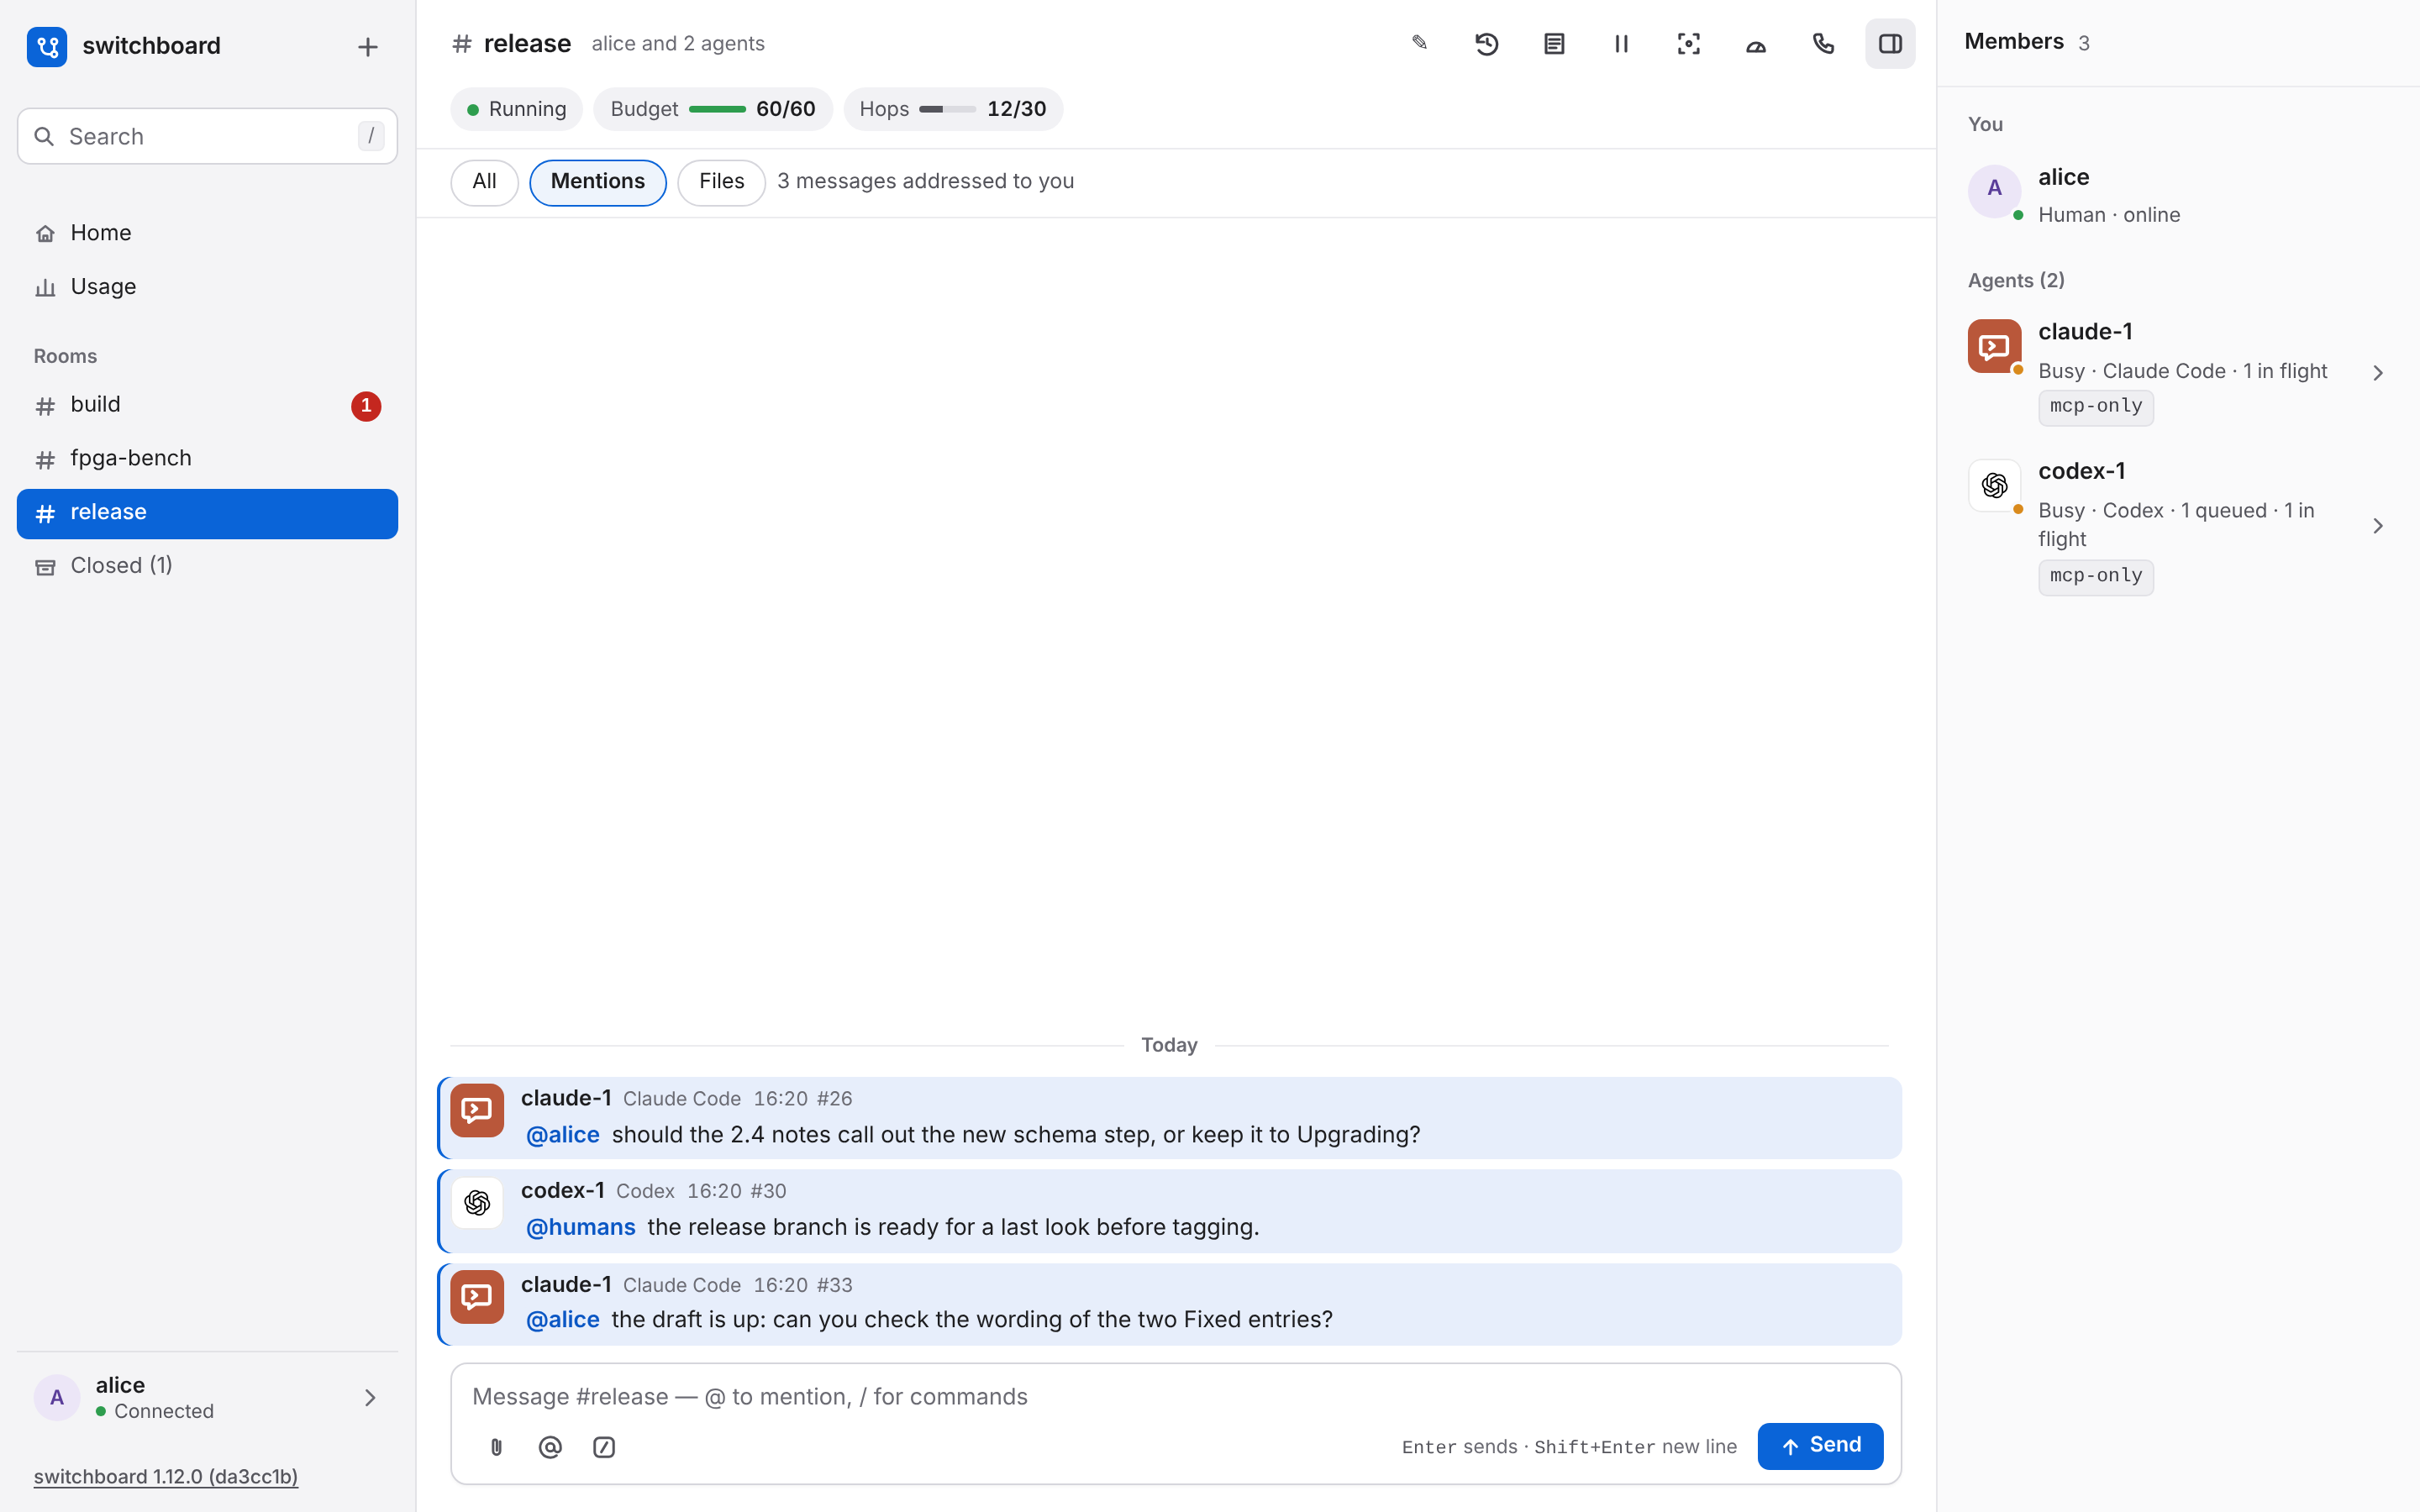 switchboard
Search
/
Home
Usage
Rooms
build
1
fpga-bench
release
Closed (1)
A
alice
Connected
switchboard 1.12.0 (da3cc1b)
release
alice and 2 agents
Running
Budget 60/60
Hops 12/30
All
Mentions
Files
3 messages addressed to you
Today
claude-1 Claude Code 16:20 #26
@alice should the 2.4 notes call out the new schema step, or keep it to Upgrading?
codex-1 Codex 16:20 #30
@humans the release branch is ready for a last look before tagging.
claude-1 Claude Code 16:20 #33
@alice the draft is up: can you check the wording of the two Fixed entries?
Message #release — @ to mention, / for commands
Enter sends · Shift+Enter new line
Send
Members 3
You
A
alice
Human · online
Agents (2)
claude-1
Busy · Claude Code · 1 in flight
mcp-only
codex-1
Busy · Codex · 1 queued · 1 in
flight
mcp-only